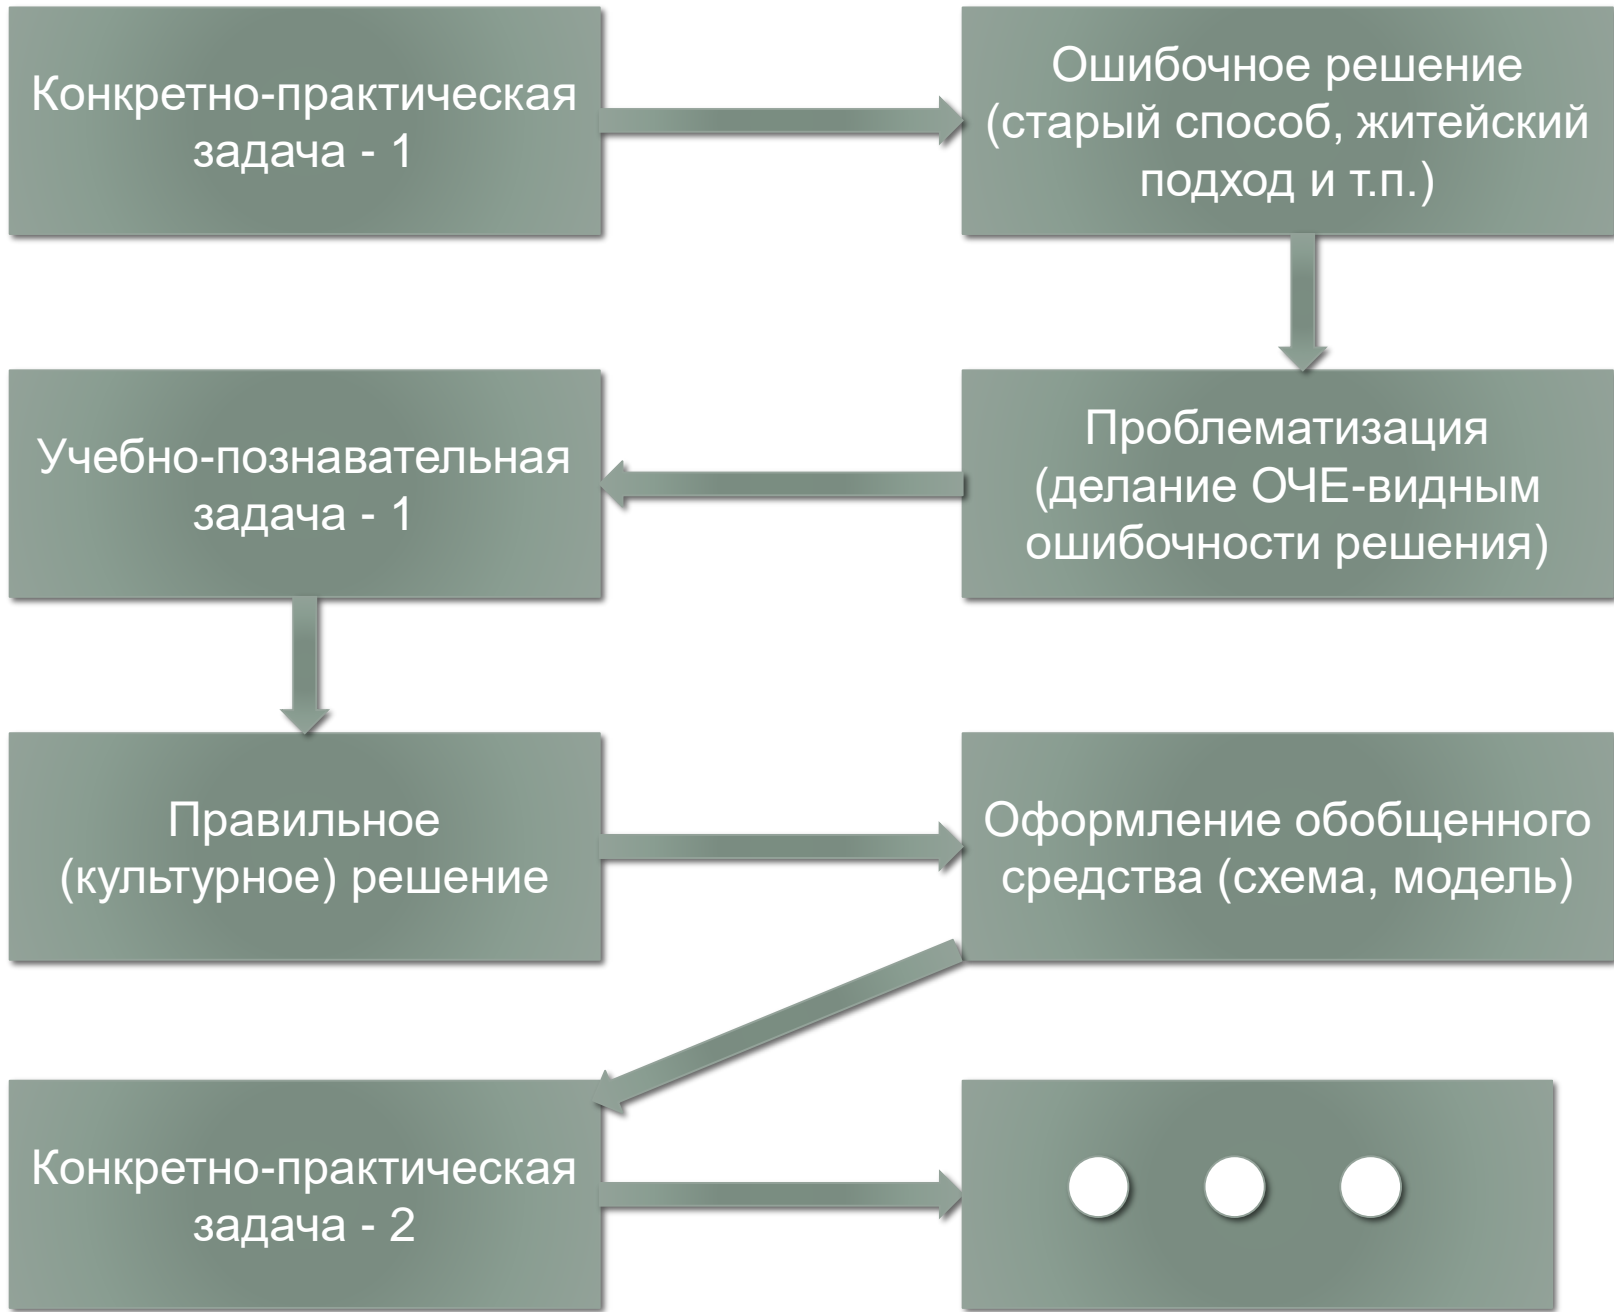 Конкретно-практическая
задача - 1
Ошибочное решение
(старый способ, житейский
подход и т.п.)
Проблематизация
(делание ОЧЕ-видным
ошибочности решения)
Учебно-познавательная
задача - 1
Правильное
(культурное) решение
Оформление обобщенного
средства (схема, модель)
Конкретно-практическая
задача - 2